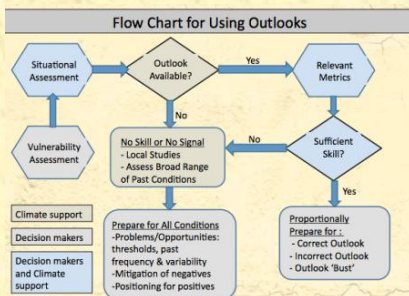 Flow Chart for Using Outlooks
Situational
Assessment
Outlook
Available?
Yes
Relevant
Metrics
No
Vulnerability
Assessment
No Skill or No Signal
- Local Studies
- Assess Broad Range
of Past Conditions
No
Sufficient
Skill?
Yes
Climate support
Decision makers
Decision makers
and Climate
support
Prepare for All Conditions
-Problems/Opportunities:
thresholds, past
frequency & variability
-Mitigation of negatives
-Positioning for positives
Proportionally
Prepare for :
- Correct Outlook
- Incorrect Outlook
- Outlook 'Bust'